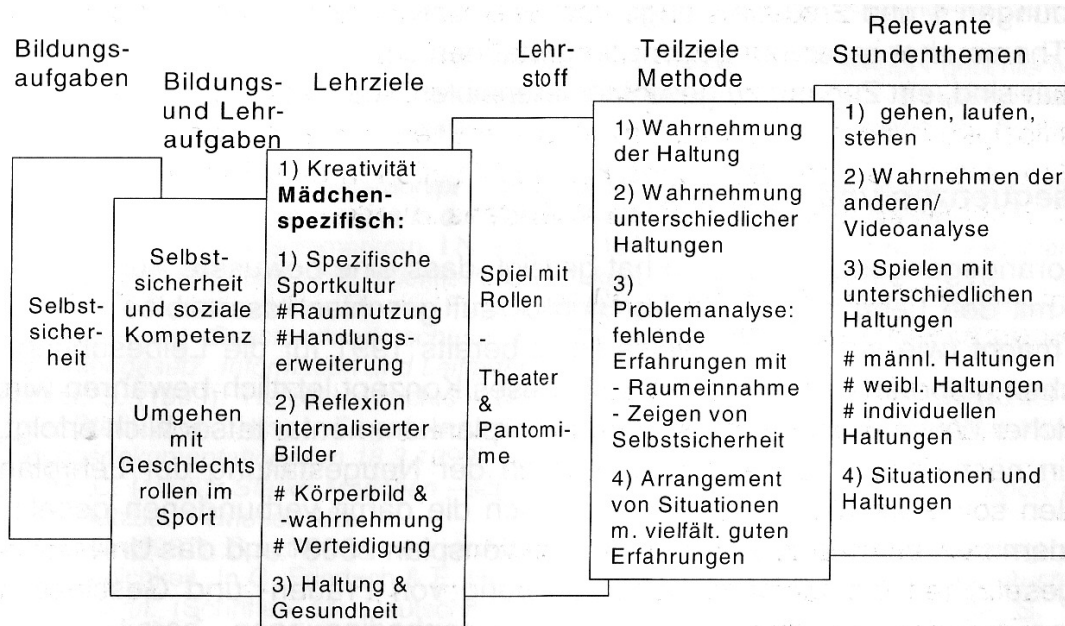 Bildungs-
aufgaben
Bildungs-
und Lehr-
aufgaben
Lehrziele
Lehr-
stoff
Teilziele
Methode
Relevante
Stundenthemen
Selbst-
sicher-
heit
Selbst-
sicherheit
und soziale
Kompetenz
Umgehen
mit
Geschlechts
rollen im
Sport
1) Kreativität
Mädchen-
spezifisch:
1) Spezifische
Sportkultur
#Raumnutzung
#Handlungs-
erweiterung
2) Reflexion
internalisierter
Bilder
# Körperbild &
-wahrnehmung
# Verteidigung
3) Haltung &
Gesundheit
Spiel mit
Rollen
-
Theater
&
Pantomi-
me
1) Wahrnehmung
der Haltung
2) Wahrnehmung
unterschiedlicher
Haltungen
3)
Problemanalyse:
fehlende
Erfahrungen mit
- Raumeinnahme
- Zeigen von
Selbstsicherheit
4) Arrangement
von Situationen
m. vielfält. guten
Erfahrungen
1) gehen, laufen,
stehen
2) Wahrnehmen der
anderen/
Videoanalyse
3) Spielen mit
unterschiedlichen
Haltungen
# männl. Haltungen
# weibl. Haltungen
# individuellen
Haltungen
4) Situationen und
Haltungen